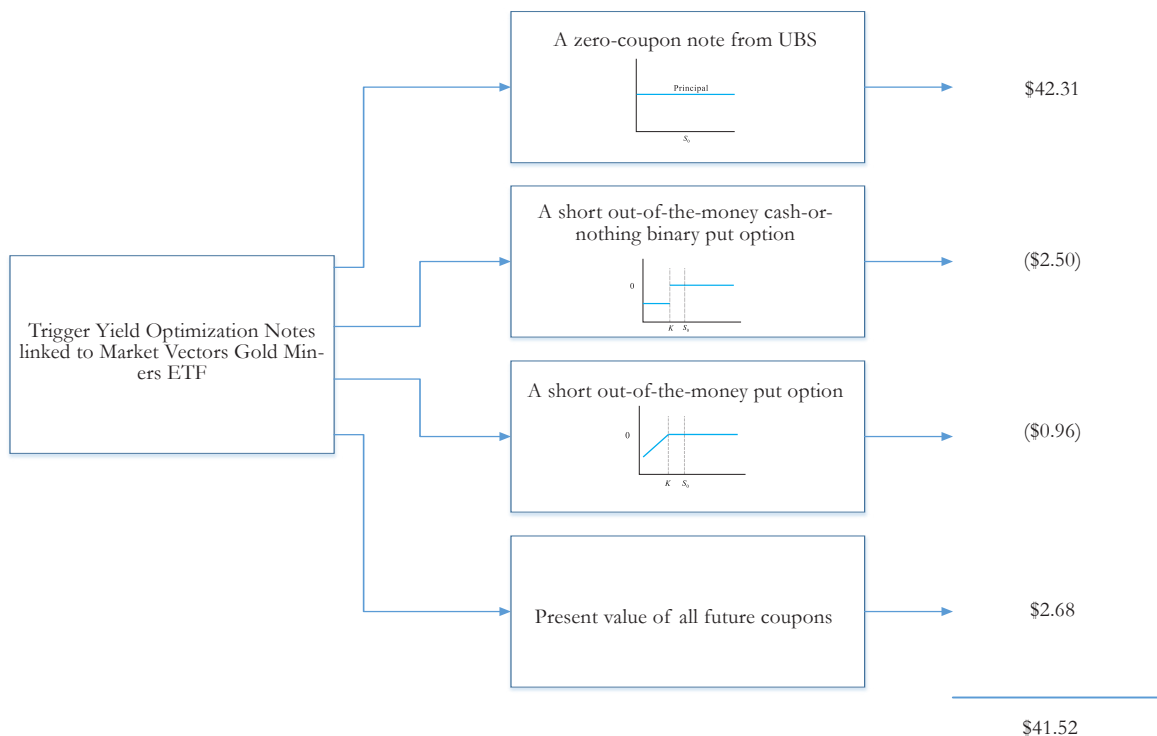 A zero-coupon note from UBS
Principal
S₀
$42.31
A short out-of-the-money cash-or-
nothing binary put option
0
K S₀
($2.50)
Trigger Yield Optimization Notes
linked to Market Vectors Gold Min-
ers ETF
A short out-of-the-money put option
0
K S₀
($0.96)
Present value of all future coupons
$2.68
$41.52